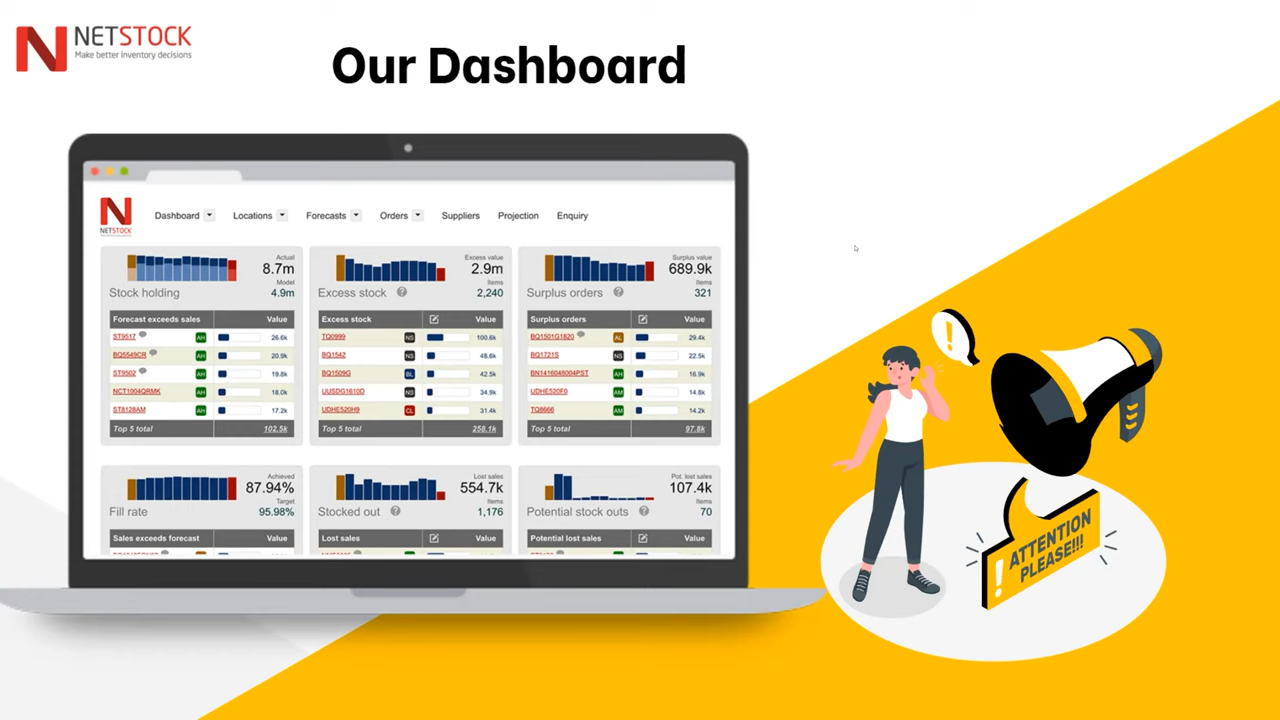 NETSTOCK
Make better inventory decisions
Our Dashboard
N
NETSTOCK
Dashboard Locations Forecasts Orders Suppliers Projection Enquiry
Actual
8.7m
Model
Stock holding 4.9m
Forecast exceeds sales Value
ST9517 AH 26.6k
BQ5549CR AH 20.9k
ST9502 AH 19.8k
NCT1004QRMK AH 18.0k
ST8128AM AH 17.2k
Top 5 total 102.5k
Excess value
2.9m
Items
Excess stock ? 2,240
Excess stock Value
TQ0999 NS 100.6k
BQ1542 NS 48.6k
BQ1509G BL 42.5k
UUSDG1610D NS 34.9k
UDHE520H9 CL 31.4k
Top 5 total 258.1k
Surplus value
689.9k
Items
Surplus orders ? 321
Surplus orders Value
BQ1501G1820 AL 29.4k
BQ1721S NS 22.5k
BN1416048004PST AH 16.9k
UDHE520F0 AM 14.8k
TQ8666 AM 14.2k
Top 5 total 97.8k
Achieved
87.94%
Target
Fill rate 95.98%
Sales exceeds forecast Value
Lost sales
554.7k
Items
Stocked out ? 1,176
Lost sales Value
Pot. lost sales
107.4k
Items
Potential stock outs ? 70
Potential lost sales Value
!
! ATTENTION
PLEASE!!!